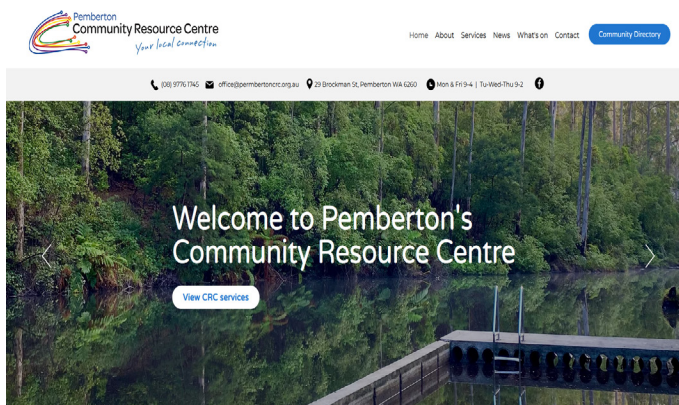 Pemberton
Community Resource Centre
Your local connection
Home About Services News What's on Contact Community Directory
(08) 9776 1745 office@permbertoncrc.org.au 29 Brockman St, Pemberton WA 6260 Mon & Fri 9-4 | Tu-Wed-Thu 9-2
Welcome to Pemberton's
Community Resource Centre
View CRC services